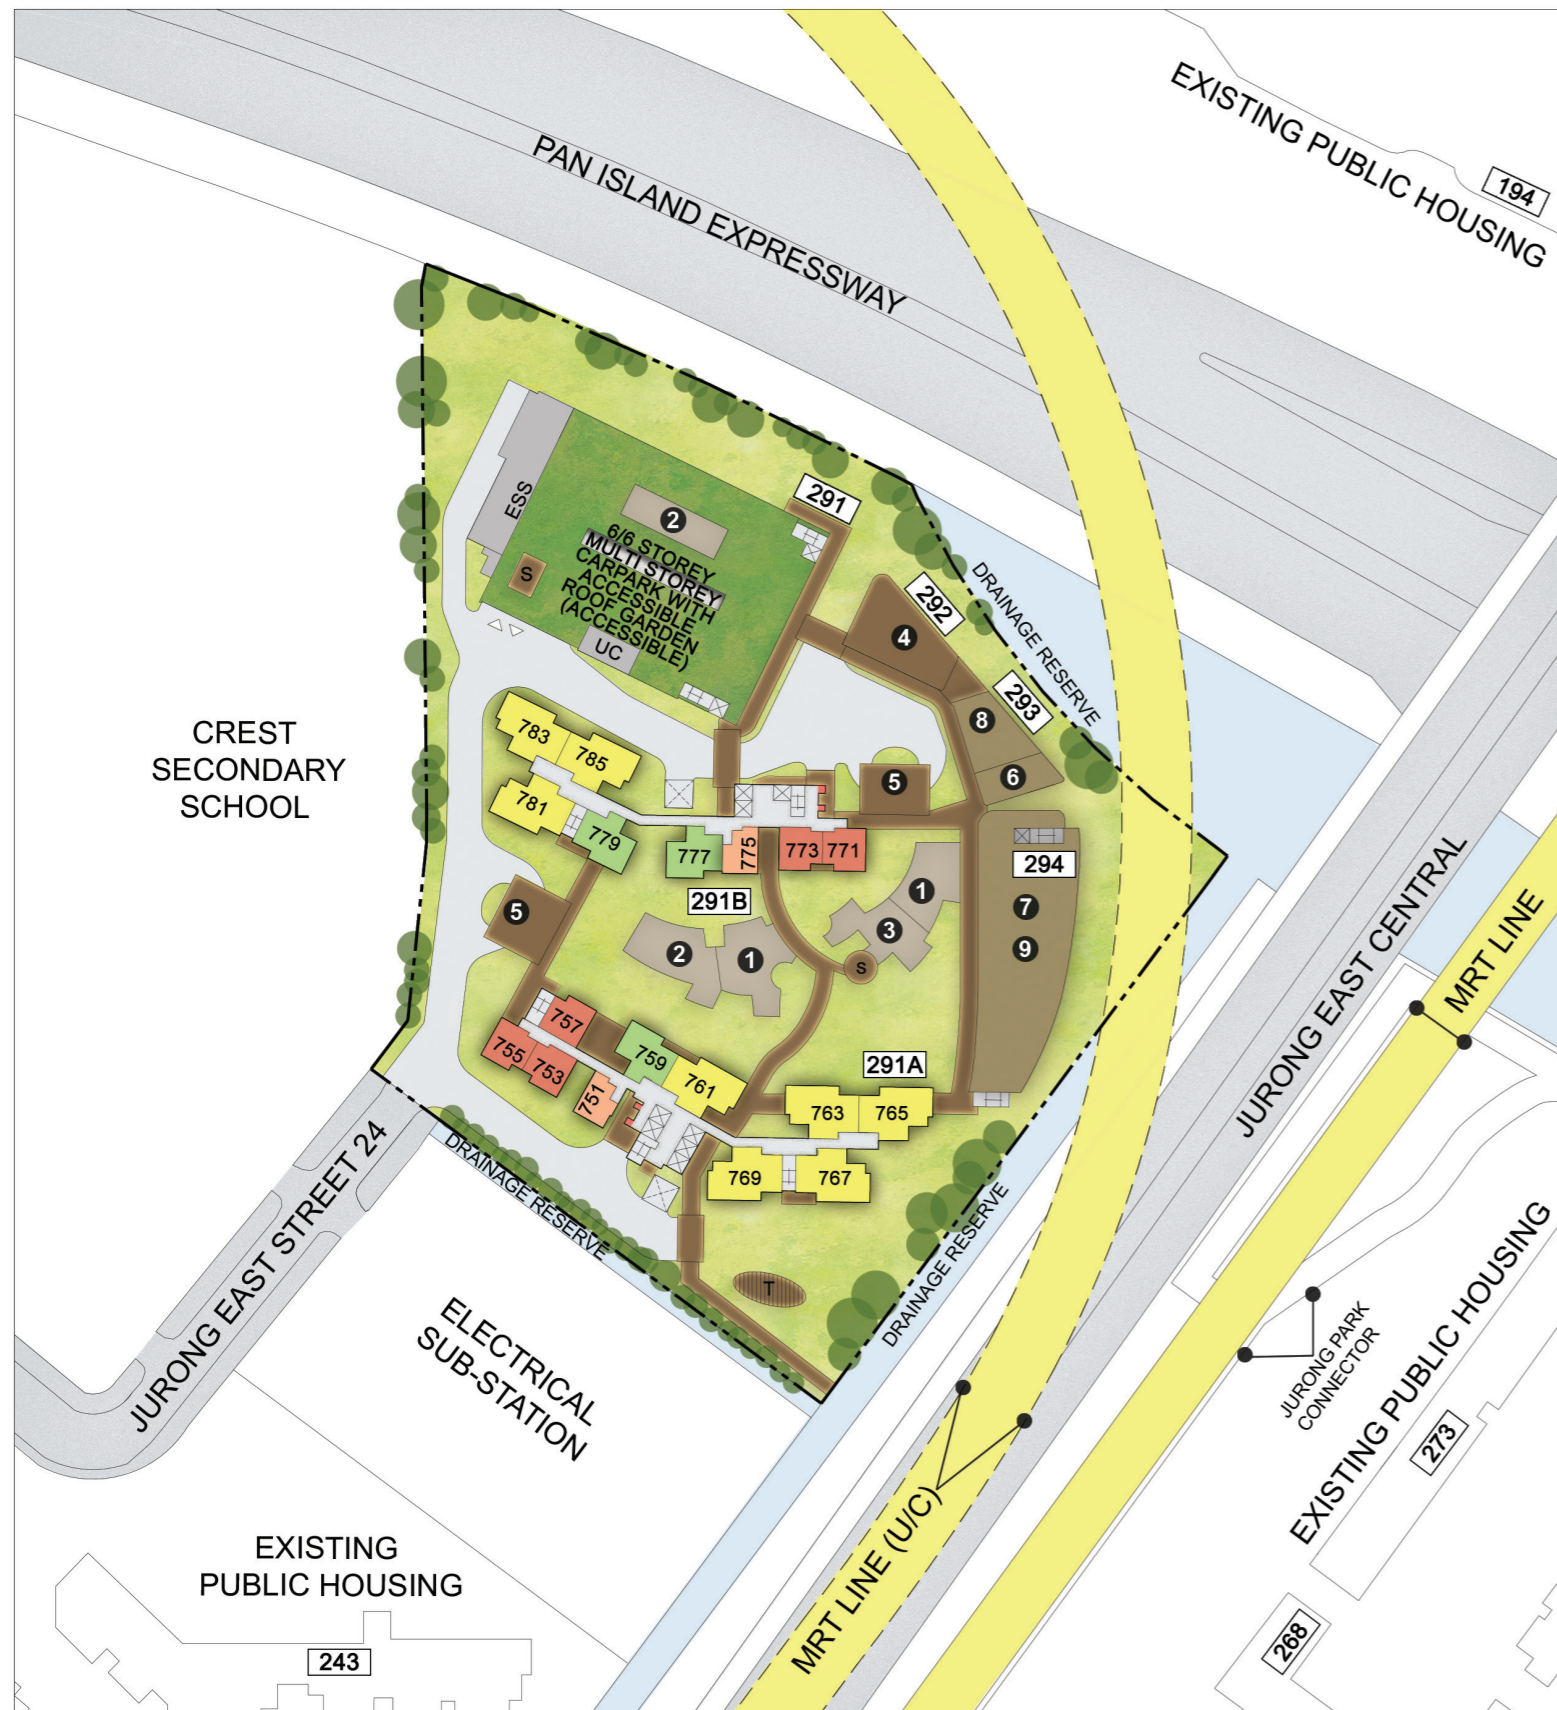 EXISTING PUBLIC HOUSING
194
PAN ISLAND EXPRESSWAY
291
ESS
2
6/6 STOREY
MULTI STOREY
CARPARK WITH
ACCESSIBLE
ROOF GARDEN
(ACCESSIBLE)
S
UC
292
DRAINAGE RESERVE
4
293
8
6
CREST
SECONDARY
SCHOOL
783
785
781
779
777
775
773
771
5
5
291B
294
1
3
7
9
2
1
S
757
755
753
751
759
761
291A
763
765
769
767
JURONG EAST CENTRAL
MRT LINE
DRAINAGE RESERVE
DRAINAGE RESERVE
T
JURONG EAST STREET 24
ELECTRICAL
SUB-STATION
JURONG PARK
CONNECTOR
EXISTING PUBLIC HOUSING
273
MRT LINE (U/C)
EXISTING
PUBLIC HOUSING
243
268